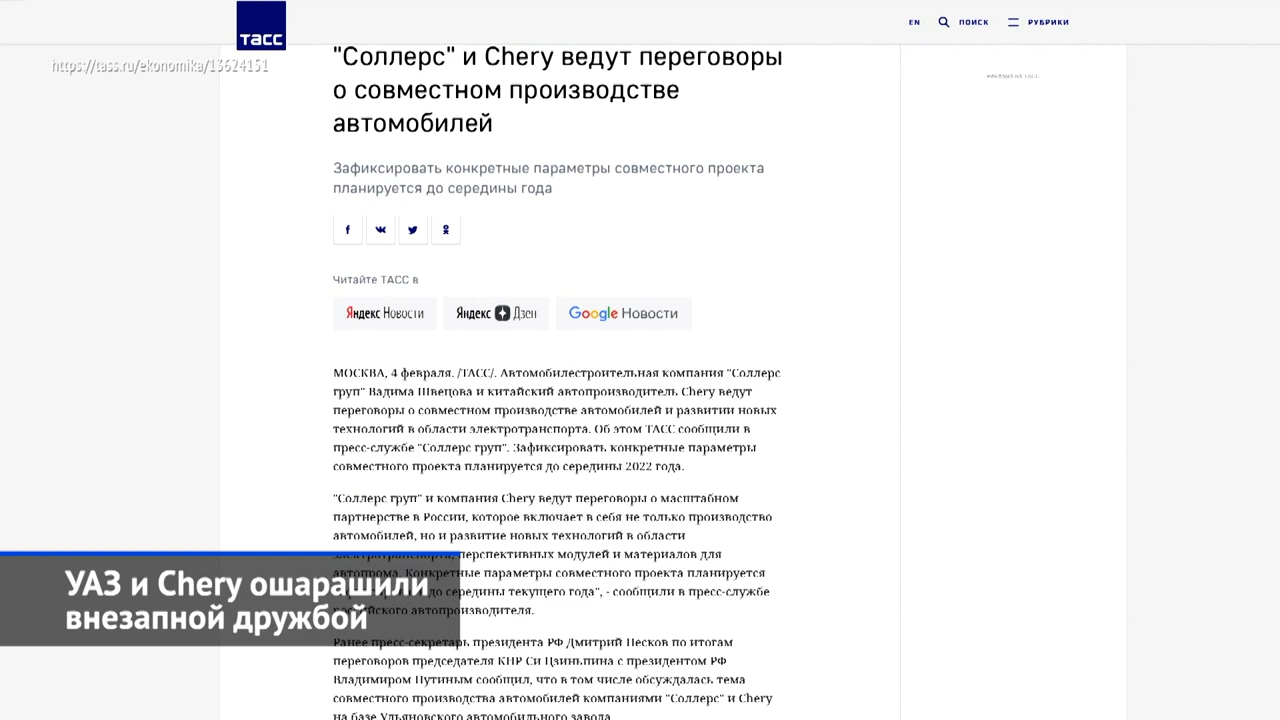 тасс
EN
ПОИСК
РУБРИКИ
https://tass.ru/ekonomika/13624151
"Соллерс" и Chery ведут переговоры
о совместном производстве
автомобилей
РЕКЛАМА НА ТАСС
Зафиксировать конкретные параметры совместного проекта
планируется до середины года
Читайте ТАСС в
Яндекс Новости
Яндекс Дзен
Google Новости
МОСКВА, 4 февраля. /ТАСС/. Автомобилестроительная компания "Соллерс
груп" Вадима Швецова и китайский автопроизводитель Chery ведут
переговоры о совместном производстве автомобилей и развитии новых
технологий в области электротранспорта. Об этом ТАСС сообщили в
пресс-службе "Соллерс груп". Зафиксировать конкретные параметры
совместного проекта планируется до середины 2022 года.
"Соллерс груп" и компания Chery ведут переговоры о масштабном
партнерстве в России, которое включает в себя не только производство
автомобилей, но и развитие новых технологий в области
электротранспорта, перспективных модулей и материалов для
автопрома. Конкретные параметры совместного проекта планируется
до середины текущего года", - сообщили в пресс-службе
российского автопроизводителя.
УАЗ и Chery ошарашили
внезапной дружбой
Ранее пресс-секретарь президента РФ Дмитрий Песков по итогам
переговоров председателя КНР Си Цзиньпина с президентом РФ
Владимиром Путиным сообщил, что в том числе обсуждалась тема
совместного производства автомобилей компаниями "Соллерс" и Chery
на базе Ульяновского автомобильного завода.